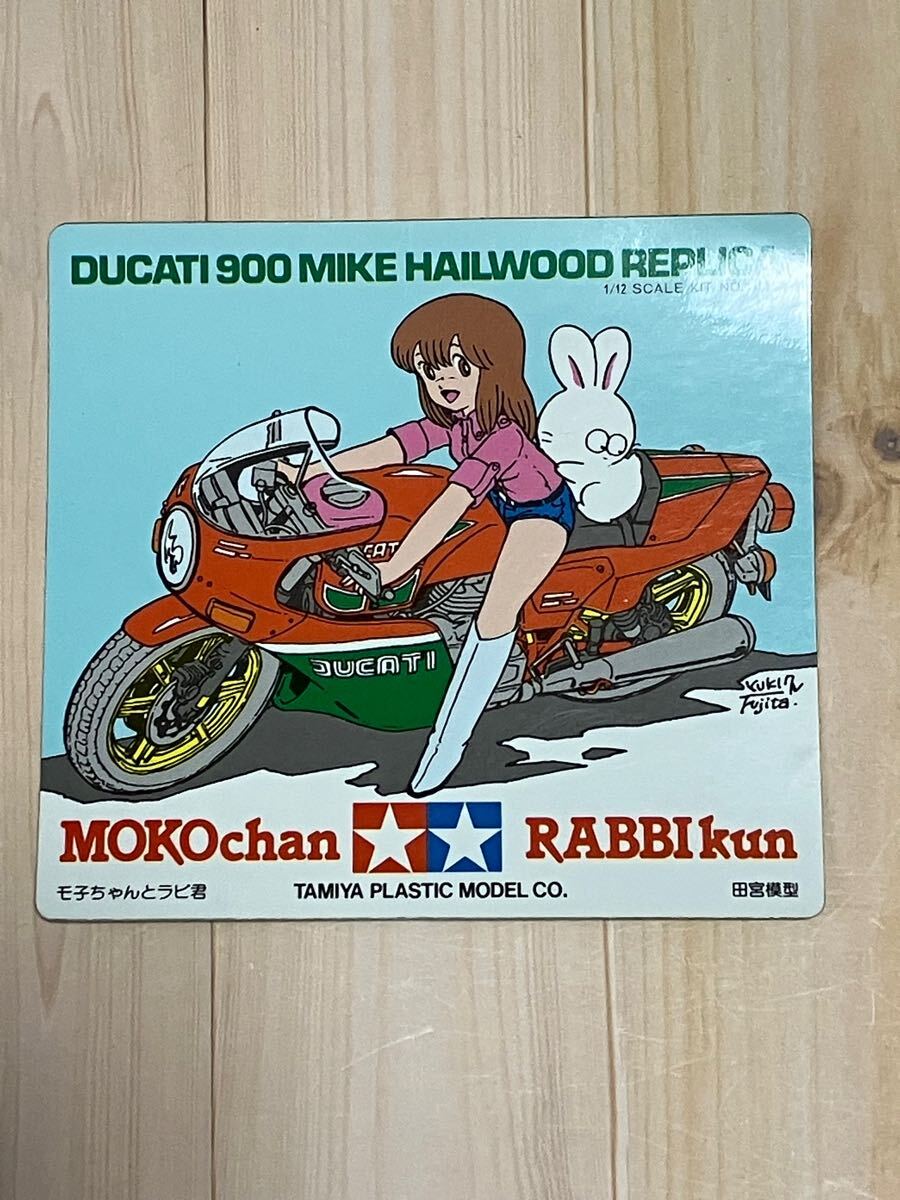 DUCATI 900 MIKE HAILWOOD REPLICA
1/12 SCALE KIT NO.
DUCATI
Fujita.
MOKOchan RABBIkun
モ子ちゃんとラビ君 TAMIYA PLASTIC MODEL CO. 田宮模型